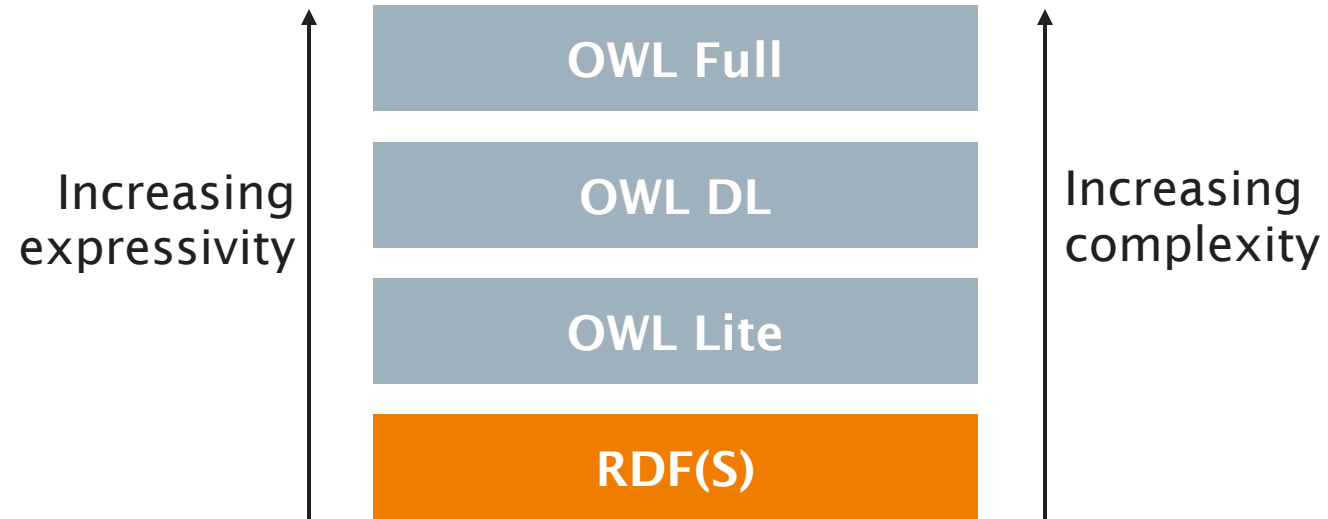 OWL Full
Increasing
expressivity
OWL DL
Increasing
complexity
OWL Lite
RDF(S)